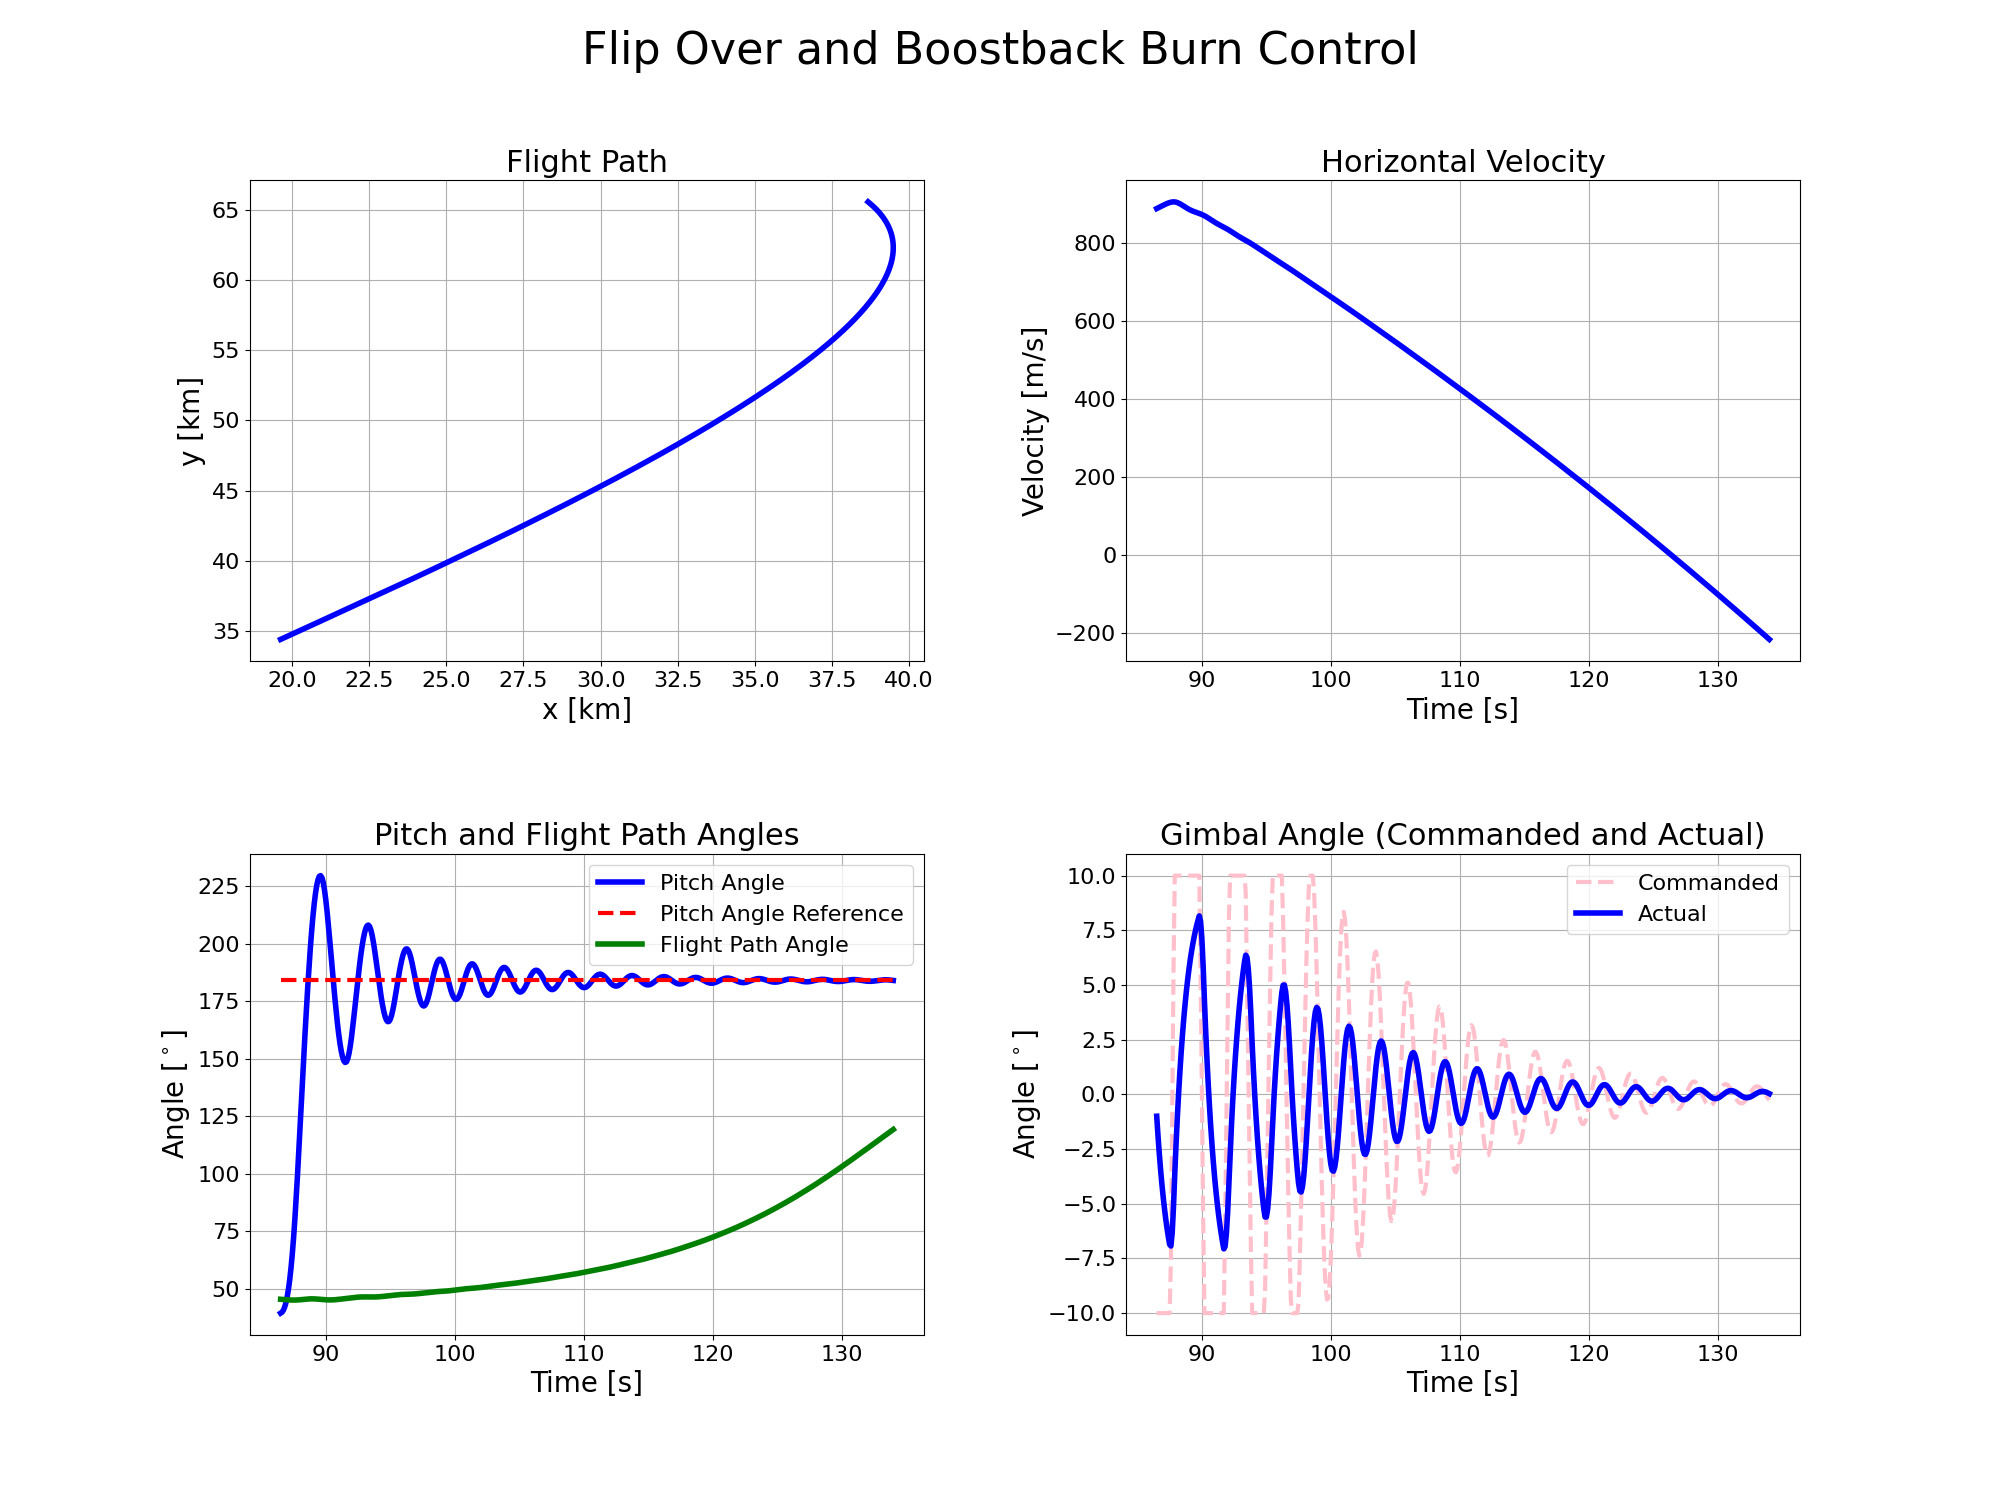 Flip Over and Boostback Burn Control
Flight Path
65
60
55
50
45
40
35
y [km]
20.0 22.5 25.0 27.5 30.0 32.5 35.0 37.5 40.0
x [km]
Horizontal Velocity
800
600
400
200
0
−200
Velocity [m/s]
90 100 110 120 130
Time [s]
Pitch and Flight Path Angles
225
200
175
150
125
100
75
50
Angle [°]
Pitch Angle
Pitch Angle Reference
Flight Path Angle
90 100 110 120 130
Time [s]
Gimbal Angle (Commanded and Actual)
10.0
7.5
5.0
2.5
0.0
−2.5
−5.0
−7.5
−10.0
Angle [°]
Commanded
Actual
90 100 110 120 130
Time [s]